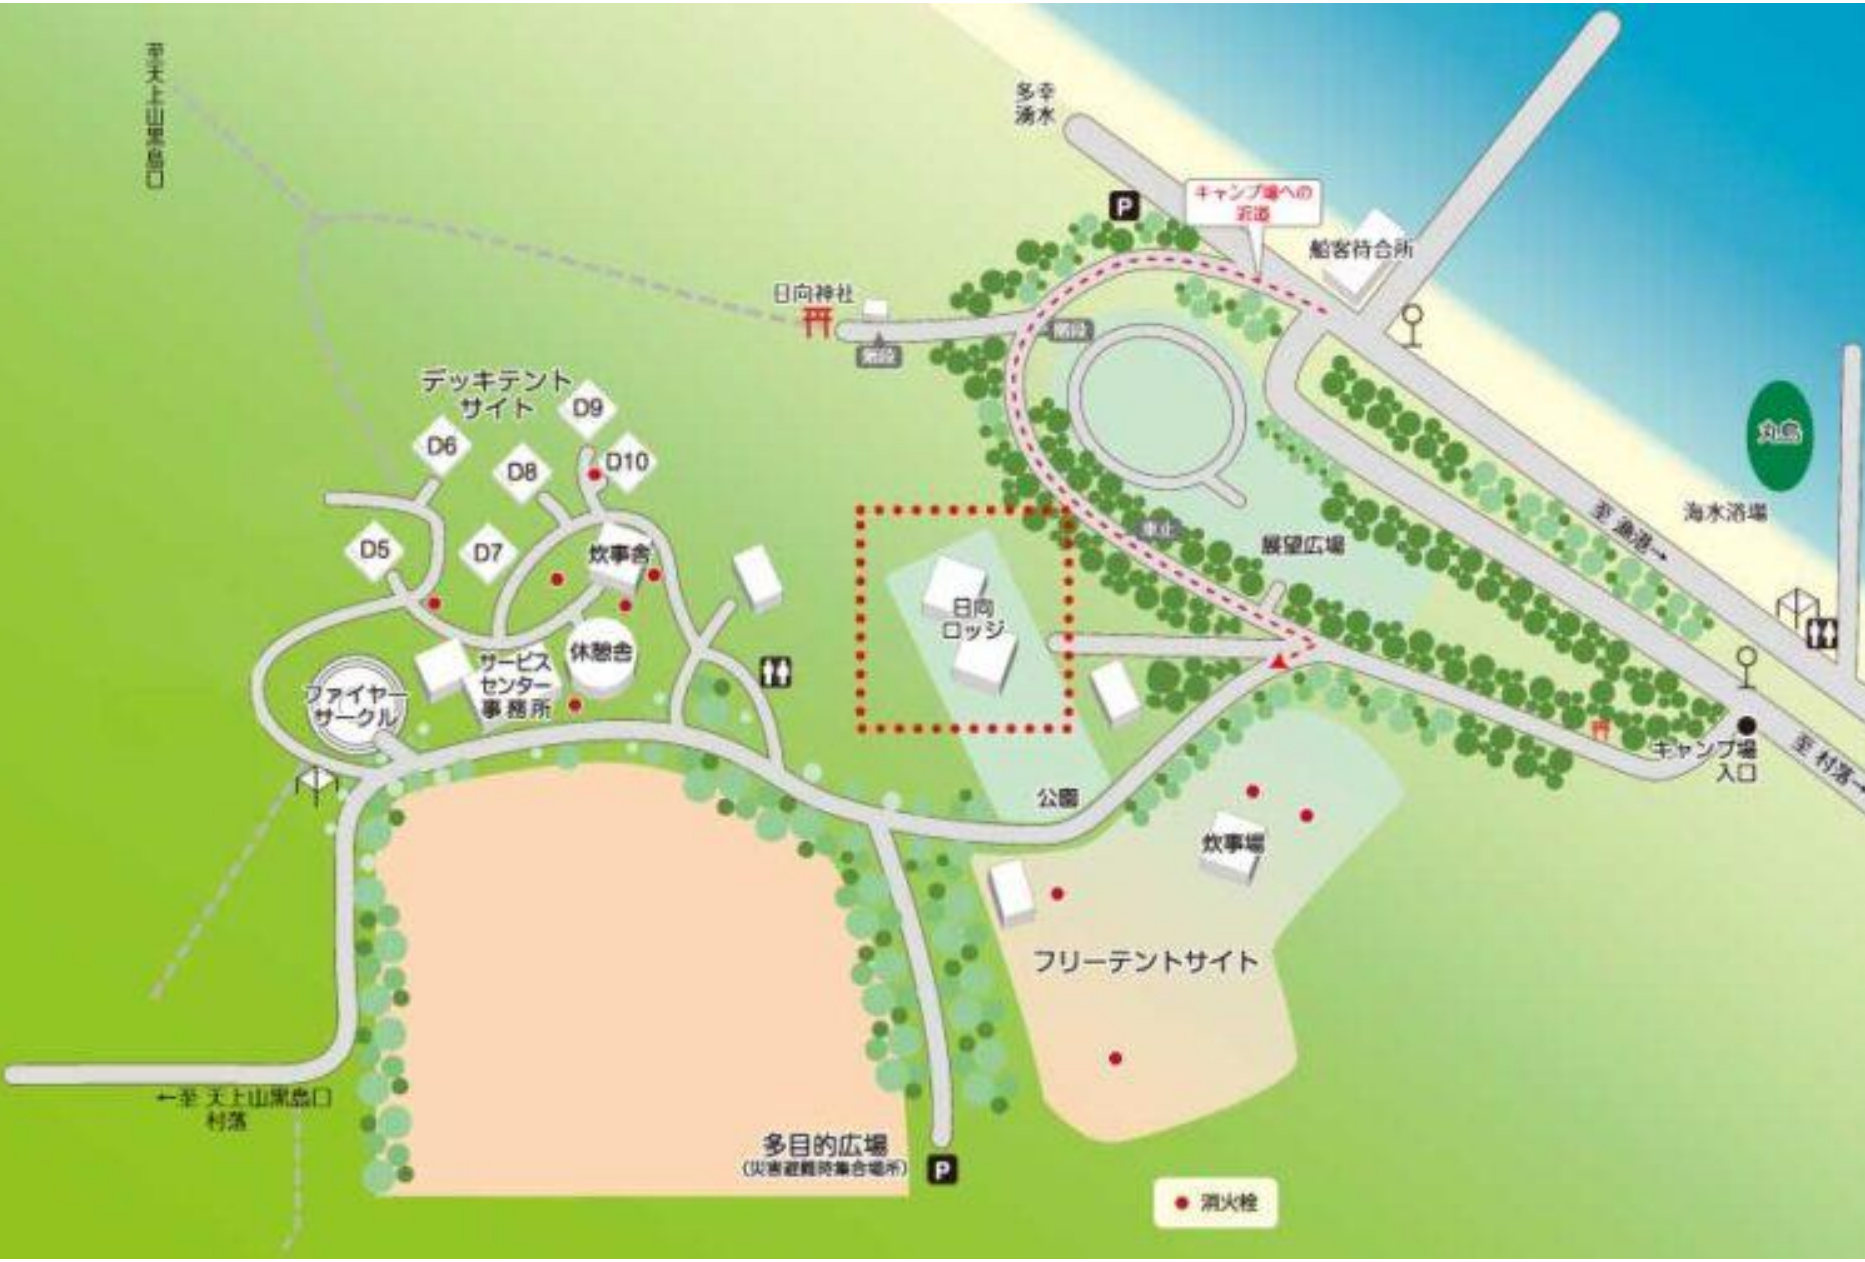 至天上山黒島口
多幸
湧水
P
キャンプ場への
近道
船客待合所
日向神社
階段
階段
デッキテント
サイト
D9
D6
D8
D10
丸島
海水浴場
至 漁港→
車止
展望広場
D5
D7
炊事舎
日向
ロッジ
休憩舎
サービス
センター
事務所
ファイヤー
サークル
キャンプ場
入口
至 村落→
公園
炊事場
フリーテントサイト
←至 天上山黒島口
村落
多目的広場
(災害避難時集合場所)
P
消火栓